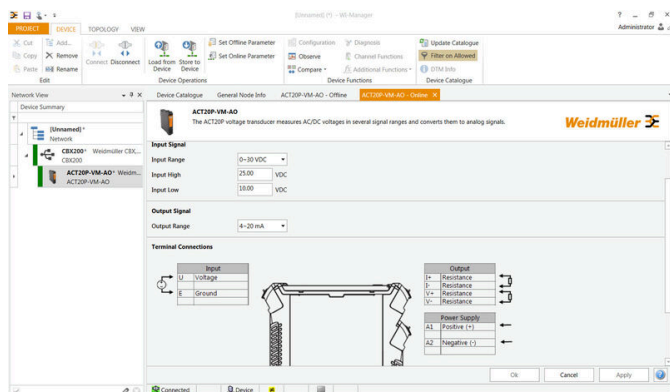 [Unnamed] (*) - WI-Manager
PROJECT DEVICE TOPOLOGY VIEW
Administrator
Cut
Copy
Paste
Add...
Remove
Rename
Edit
Connect Disconnect
Load from Device
Store to Device
Device Operations
Set Offline Parameter
Set Online Parameter
Configuration
Observe
Compare
Diagnosis
Channel Functions
Additional Functions
Device Functions
Update Catalogue
Filter on Allowed
DTM Info
Device Catalogue
Network View
Device Summary
[Unnamed] *
Network
CBX200* Weidmüller CBX...
CBX200
ACT20P-VM-AO* Weidm...
ACT20P-VM-AO
Device Catalogue General Node Info ACT20P-VM-AO - Offline ACT20P-VM-AO - Online
ACT20P-VM-AO
The ACT20P voltage transducer measures AC/DC voltages in several signal ranges and converts them to analog signals.
Weidmüller
Input Signal
Input Range 0~30 VDC
Input High 25.00 VDC
Input Low 10.00 VDC
Output Signal
Output Range 4~20 mA
Terminal Connections
Input
U Voltage
E Ground
Output
I+ Resistance
I- Resistance
V+ Resistance
V- Resistance
Power Supply
A1 Positive (+)
A2 Negative (-)
Ok Cancel Apply
Connected Device